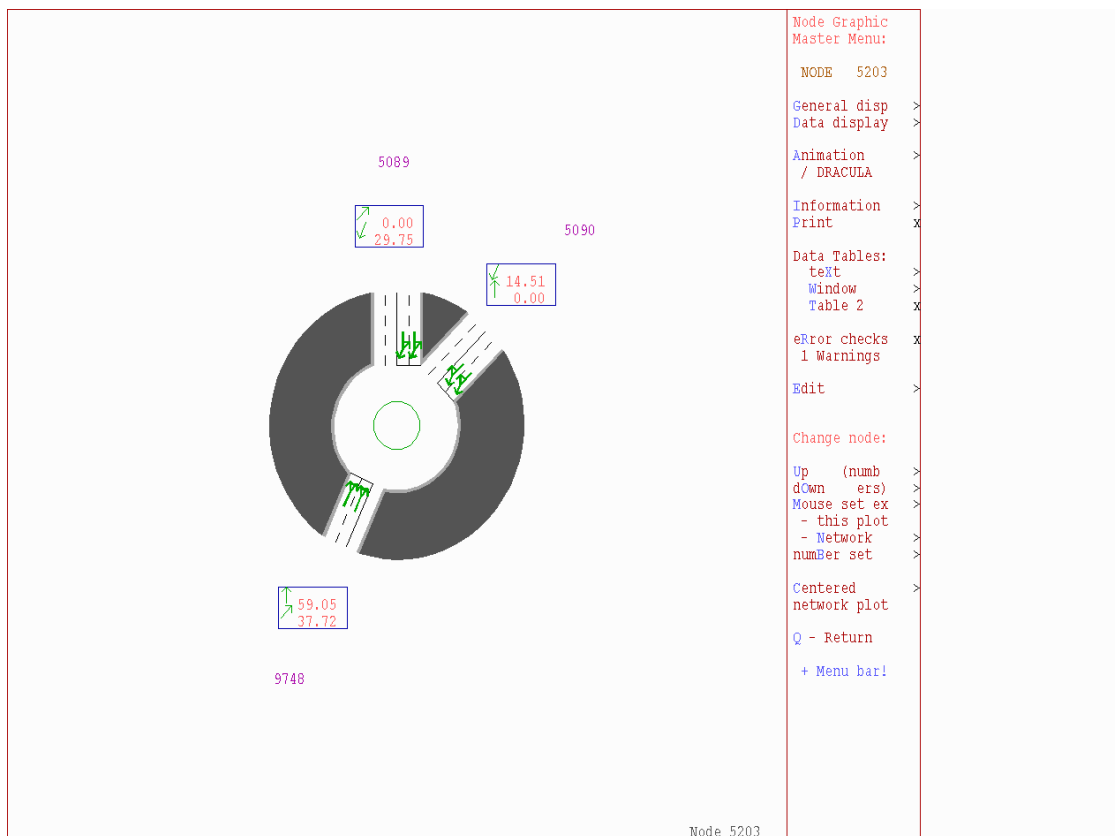 5089
0.00
29.75
5090
14.51
0.00
59.05
37.72
9748
Node 5203
Node Graphic
Master Menu:
NODE 5203
General disp >
Data display >
Animation >
/ DRACULA
Information >
Print x
Data Tables:
teXt >
Window >
Table 2 x
eRror checks x
1 Warnings
Edit >
Change node:
Up (numb >
dOwn ers) >
Mouse set ex >
- this plot
- Network >
numBer set >
Centered >
network plot
Q - Return
+ Menu bar!